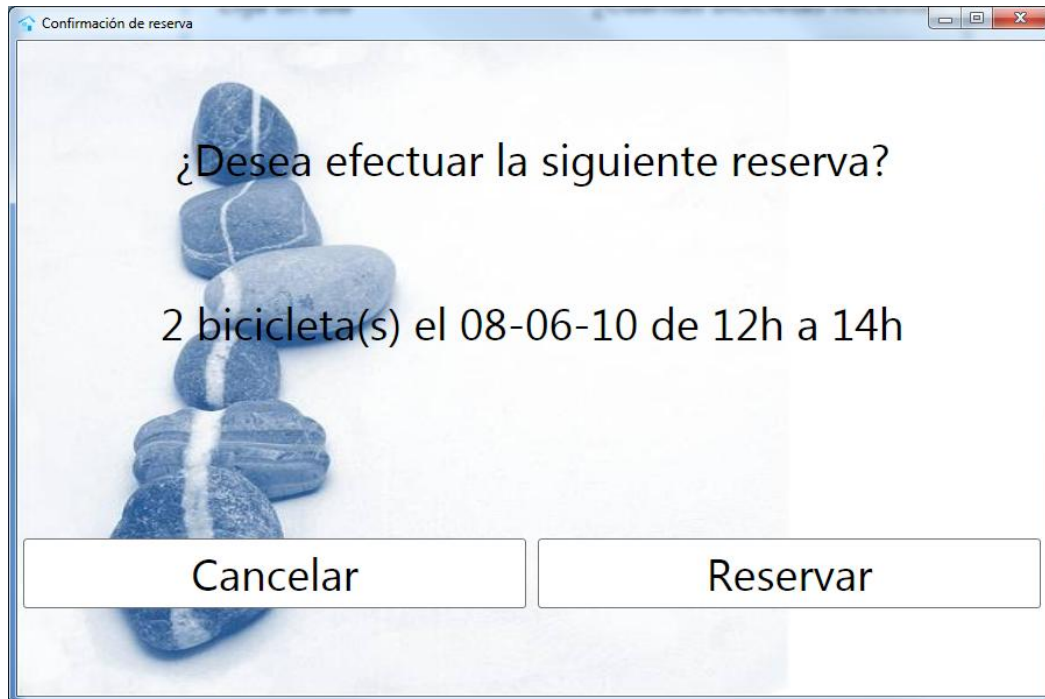 Confirmación de reserva
¿Desea efectuar la siguiente reserva?
2 bicicleta(s) el 08-06-10 de 12h a 14h
Cancelar
Reservar